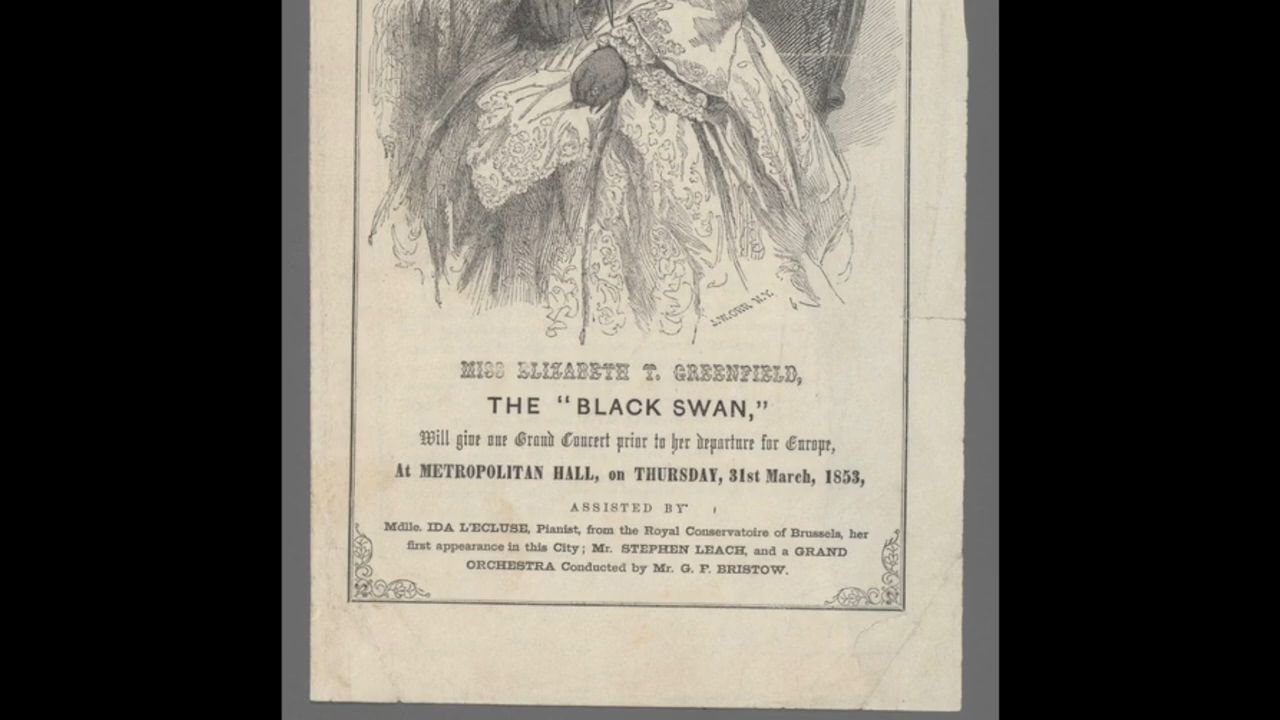 J.W. ORR. N.Y.
MISS ELIZABETH T. GREENFIELD,
THE "BLACK SWAN,"
Will give one Grand Concert prior to her departure for Europe,
At METROPOLITAN HALL, on THURSDAY, 31st March, 1853,
ASSISTED BY
Mdlle. IDA L'ECLUSE, Pianist, from the Royal Conservatoire of Brussels, her
first appearance in this City; Mr. STEPHEN LEACH, and a GRAND
ORCHESTRA Conducted by Mr. G. F. BRISTOW.